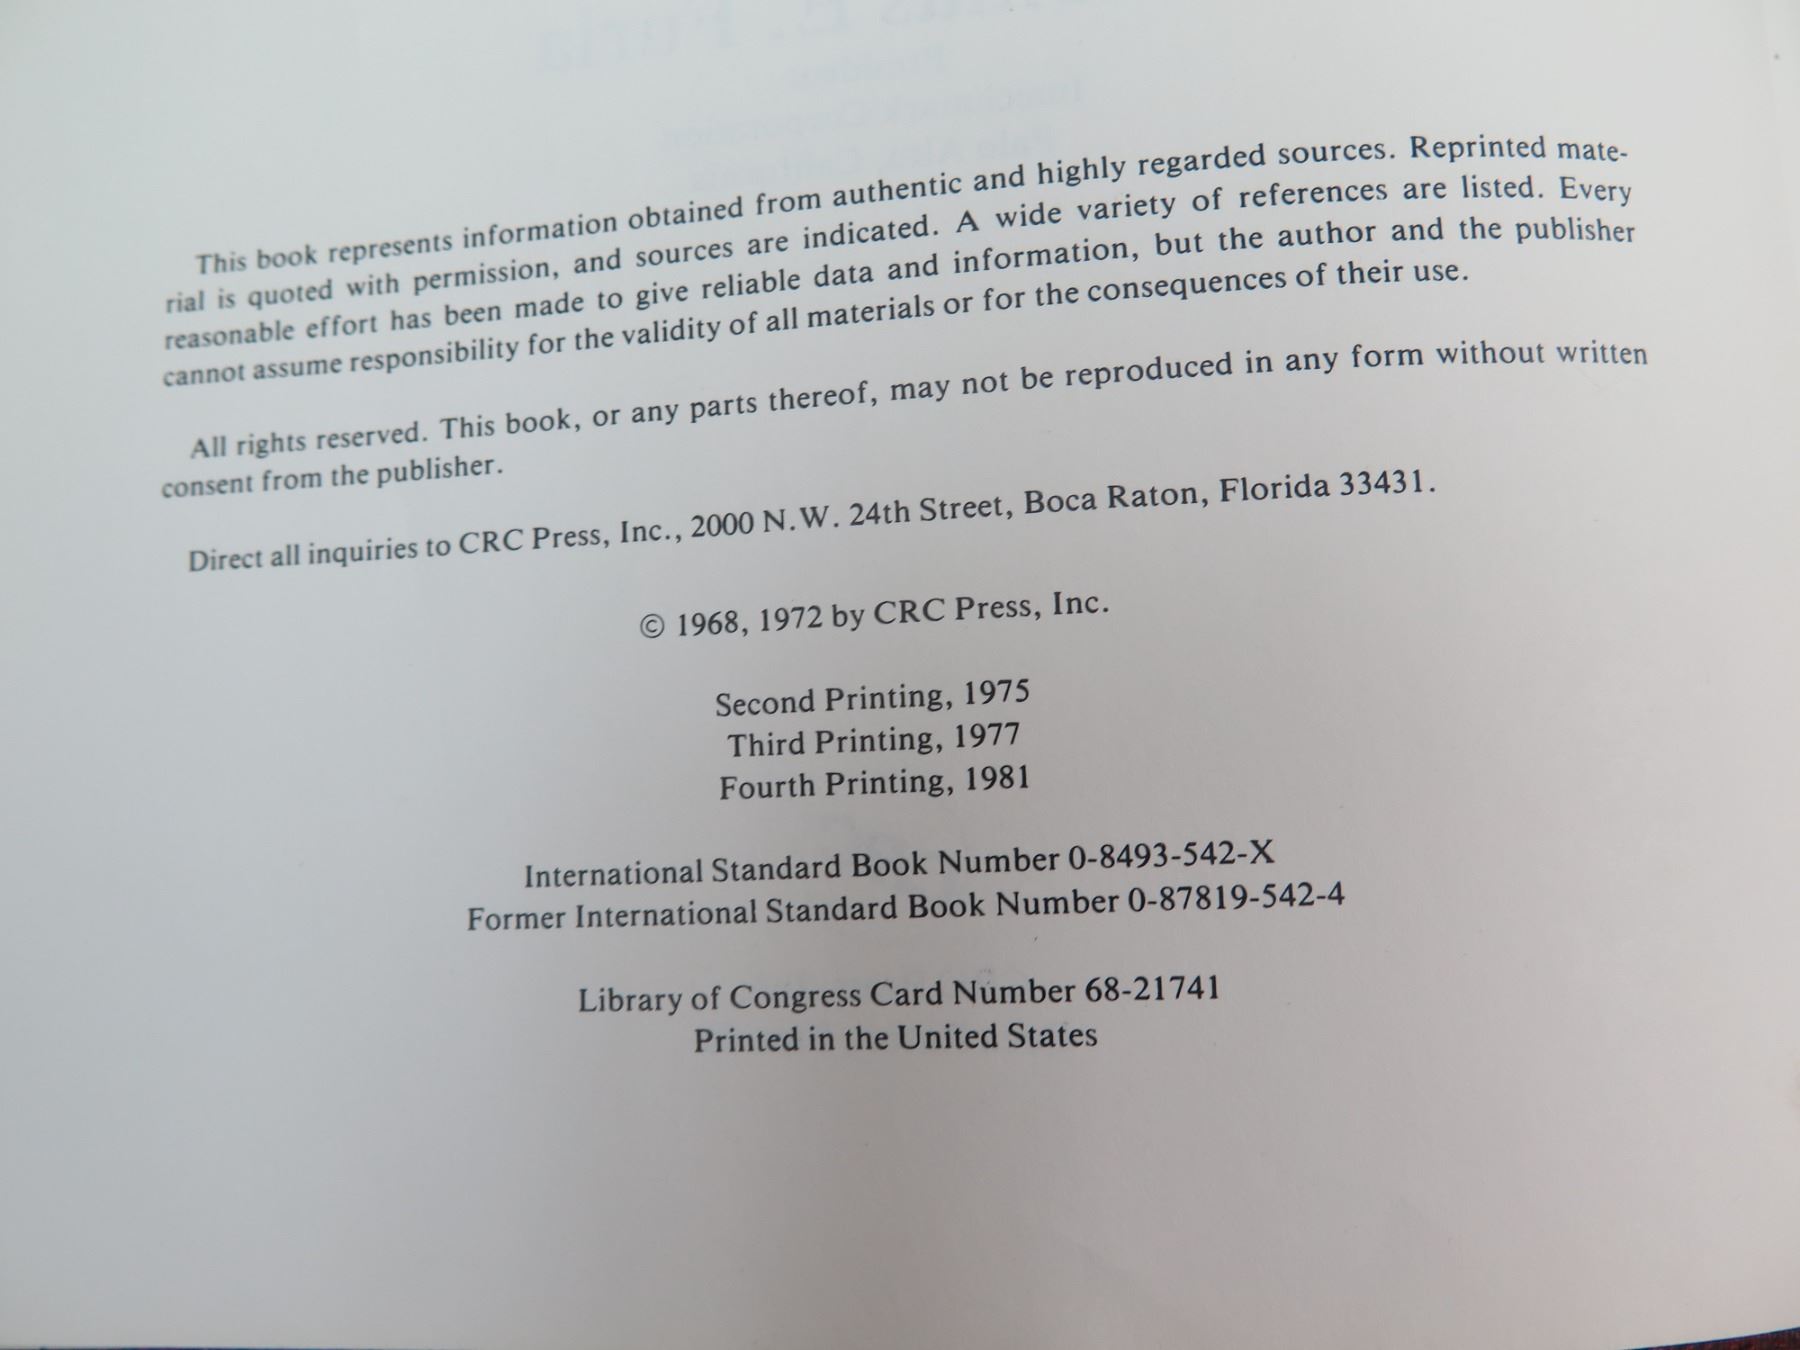 This book represents information obtained from authentic and highly regarded sources. Reprinted mate-
rial is quoted with permission, and sources are indicated. A wide variety of references are listed. Every
reasonable effort has been made to give reliable data and information, but the author and the publisher
cannot assume responsibility for the validity of all materials or for the consequences of their use.
All rights reserved. This book, or any parts thereof, may not be reproduced in any form without written
consent from the publisher.
Direct all inquiries to CRC Press, Inc., 2000 N.W. 24th Street, Boca Raton, Florida 33431.
© 1968, 1972 by CRC Press, Inc.
Second Printing, 1975
Third Printing, 1977
Fourth Printing, 1981
International Standard Book Number 0-8493-542-X
Former International Standard Book Number 0-87819-542-4
Library of Congress Card Number 68-21741
Printed in the United States